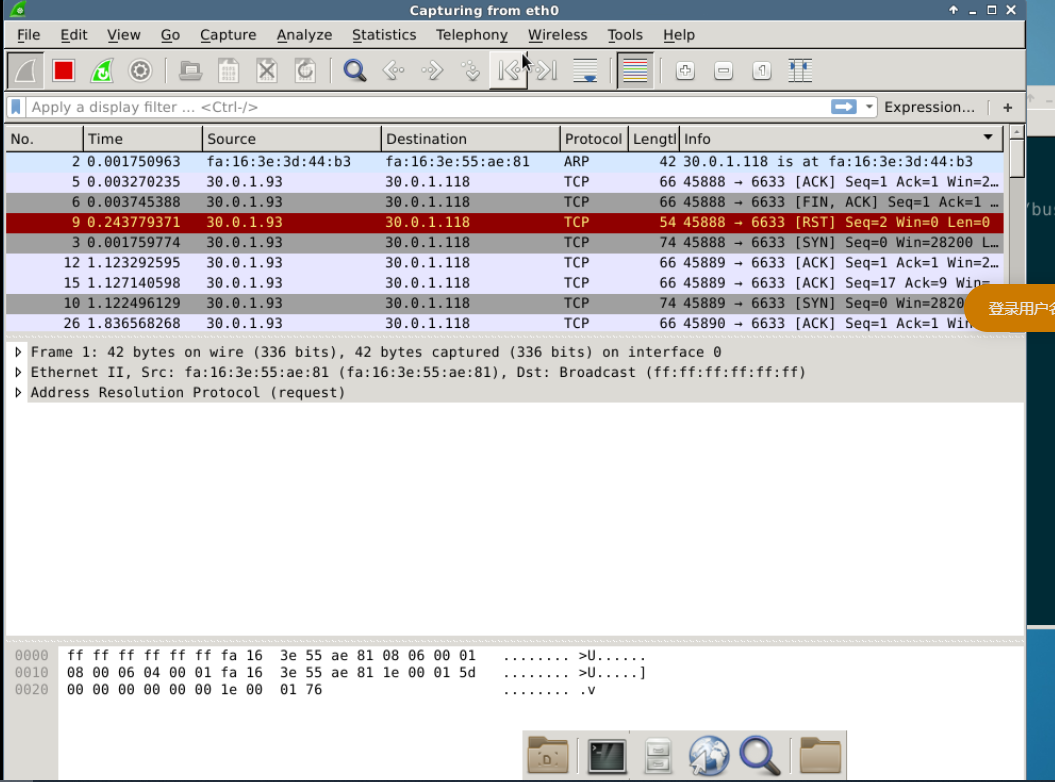 Capturing from eth0
File Edit View Go Capture Analyze Statistics Telephony Wireless Tools Help
Apply a display filter … <Ctrl-/> Expression… +
No. Time Source Destination Protocol Lengtl Info
2 0.001750963 fa:16:3e:3d:44:b3 fa:16:3e:55:ae:81 ARP 42 30.0.1.118 is at fa:16:3e:3d:44:b3
5 0.003270235 30.0.1.93 30.0.1.118 TCP 66 45888 → 6633 [ACK] Seq=1 Ack=1 Win=2…
6 0.003745388 30.0.1.93 30.0.1.118 TCP 66 45888 → 6633 [FIN, ACK] Seq=1 Ack=1 …
9 0.243779371 30.0.1.93 30.0.1.118 TCP 54 45888 → 6633 [RST] Seq=2 Win=0 Len=0
3 0.001759774 30.0.1.93 30.0.1.118 TCP 74 45888 → 6633 [SYN] Seq=0 Win=28200 L…
12 1.123292595 30.0.1.93 30.0.1.118 TCP 66 45889 → 6633 [ACK] Seq=1 Ack=1 Win=2…
15 1.127140598 30.0.1.93 30.0.1.118 TCP 66 45889 → 6633 [ACK] Seq=17 Ack=9 Win=
10 1.122496129 30.0.1.93 30.0.1.118 TCP 74 45889 → 6633 [SYN] Seq=0 Win=2820
26 1.836568268 30.0.1.93 30.0.1.118 TCP 66 45890 → 6633 [ACK] Seq=1 Ack=1 Win
/bus
登录用户名
Frame 1: 42 bytes on wire (336 bits), 42 bytes captured (336 bits) on interface 0
Ethernet II, Src: fa:16:3e:55:ae:81 (fa:16:3e:55:ae:81), Dst: Broadcast (ff:ff:ff:ff:ff:ff)
Address Resolution Protocol (request)
0000 ff ff ff ff ff ff fa 16 3e 55 ae 81 08 06 00 01 ........ >U......
0010 08 00 06 04 00 01 fa 16 3e 55 ae 81 1e 00 01 5d ........ >U.....]
0020 00 00 00 00 00 00 1e 00 01 76 ........ .v